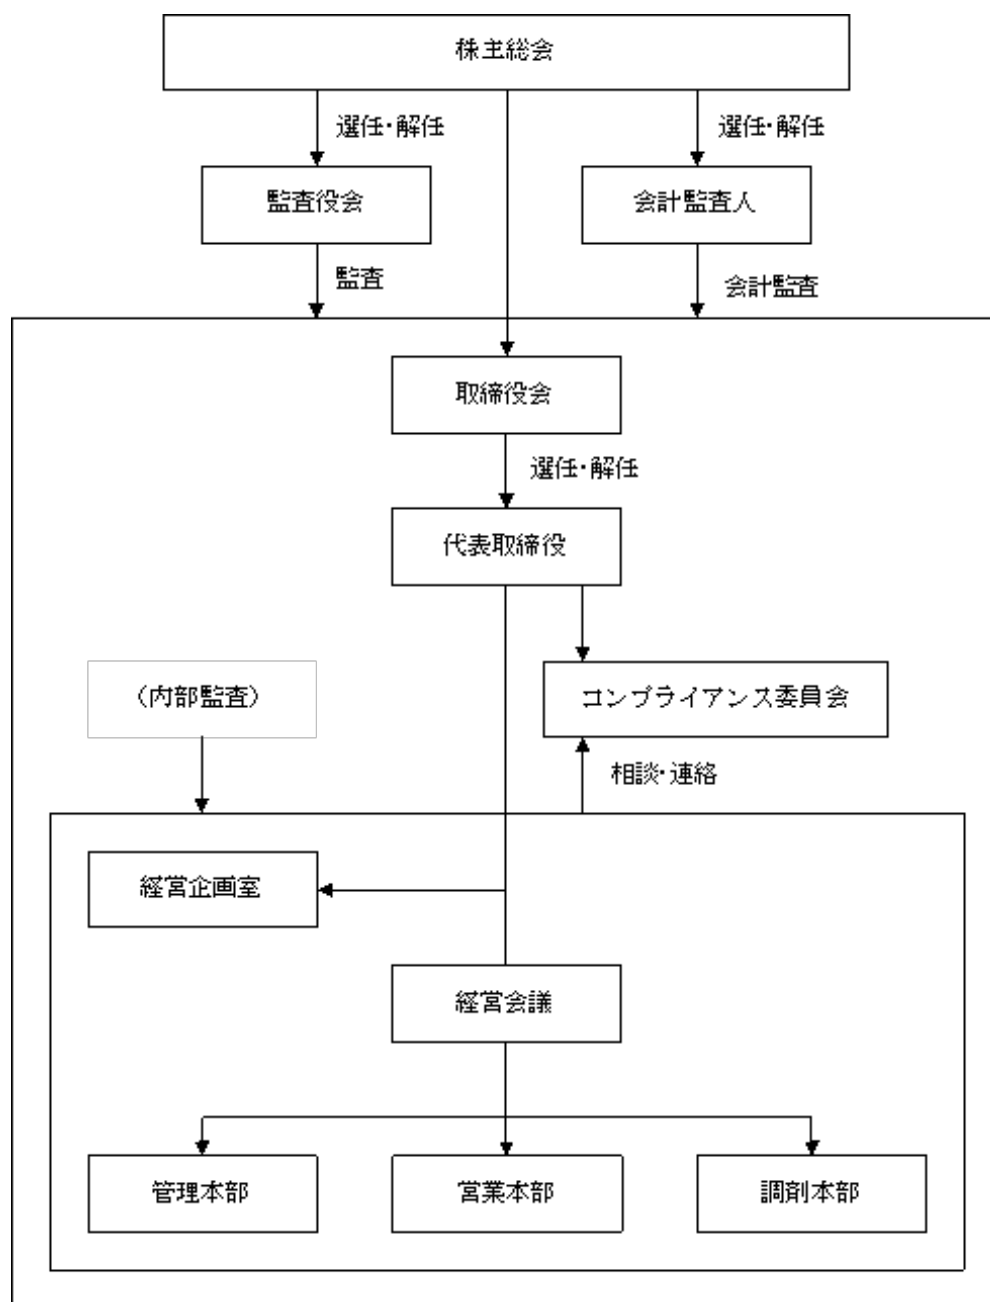 株主総会
選任・解任
選任・解任
監査役会
会計監査人
監査
会計監査
取締役会
選任・解任
代表取締役
（内部監査）
コンプライアンス委員会
相談・連絡
経営企画室
経営会議
管理本部
営業本部
調剤本部